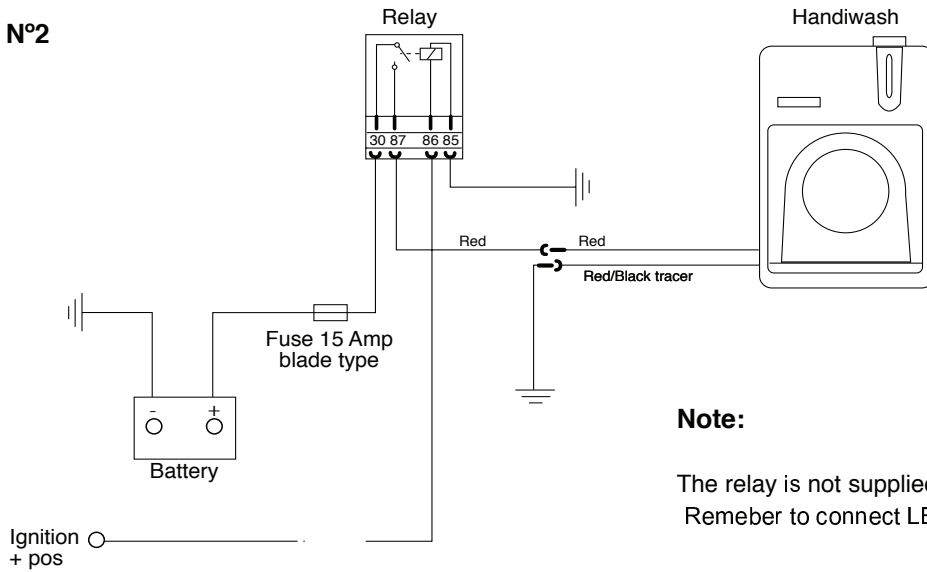 Nº2
Relay
Handiwash
30 87 86 85
Red
Red
Red/Black tracer
Fuse 15 Amp
blade type
- +
Battery
Note:
The relay is not supplied
Remeber to connect
Ignition
+ pos